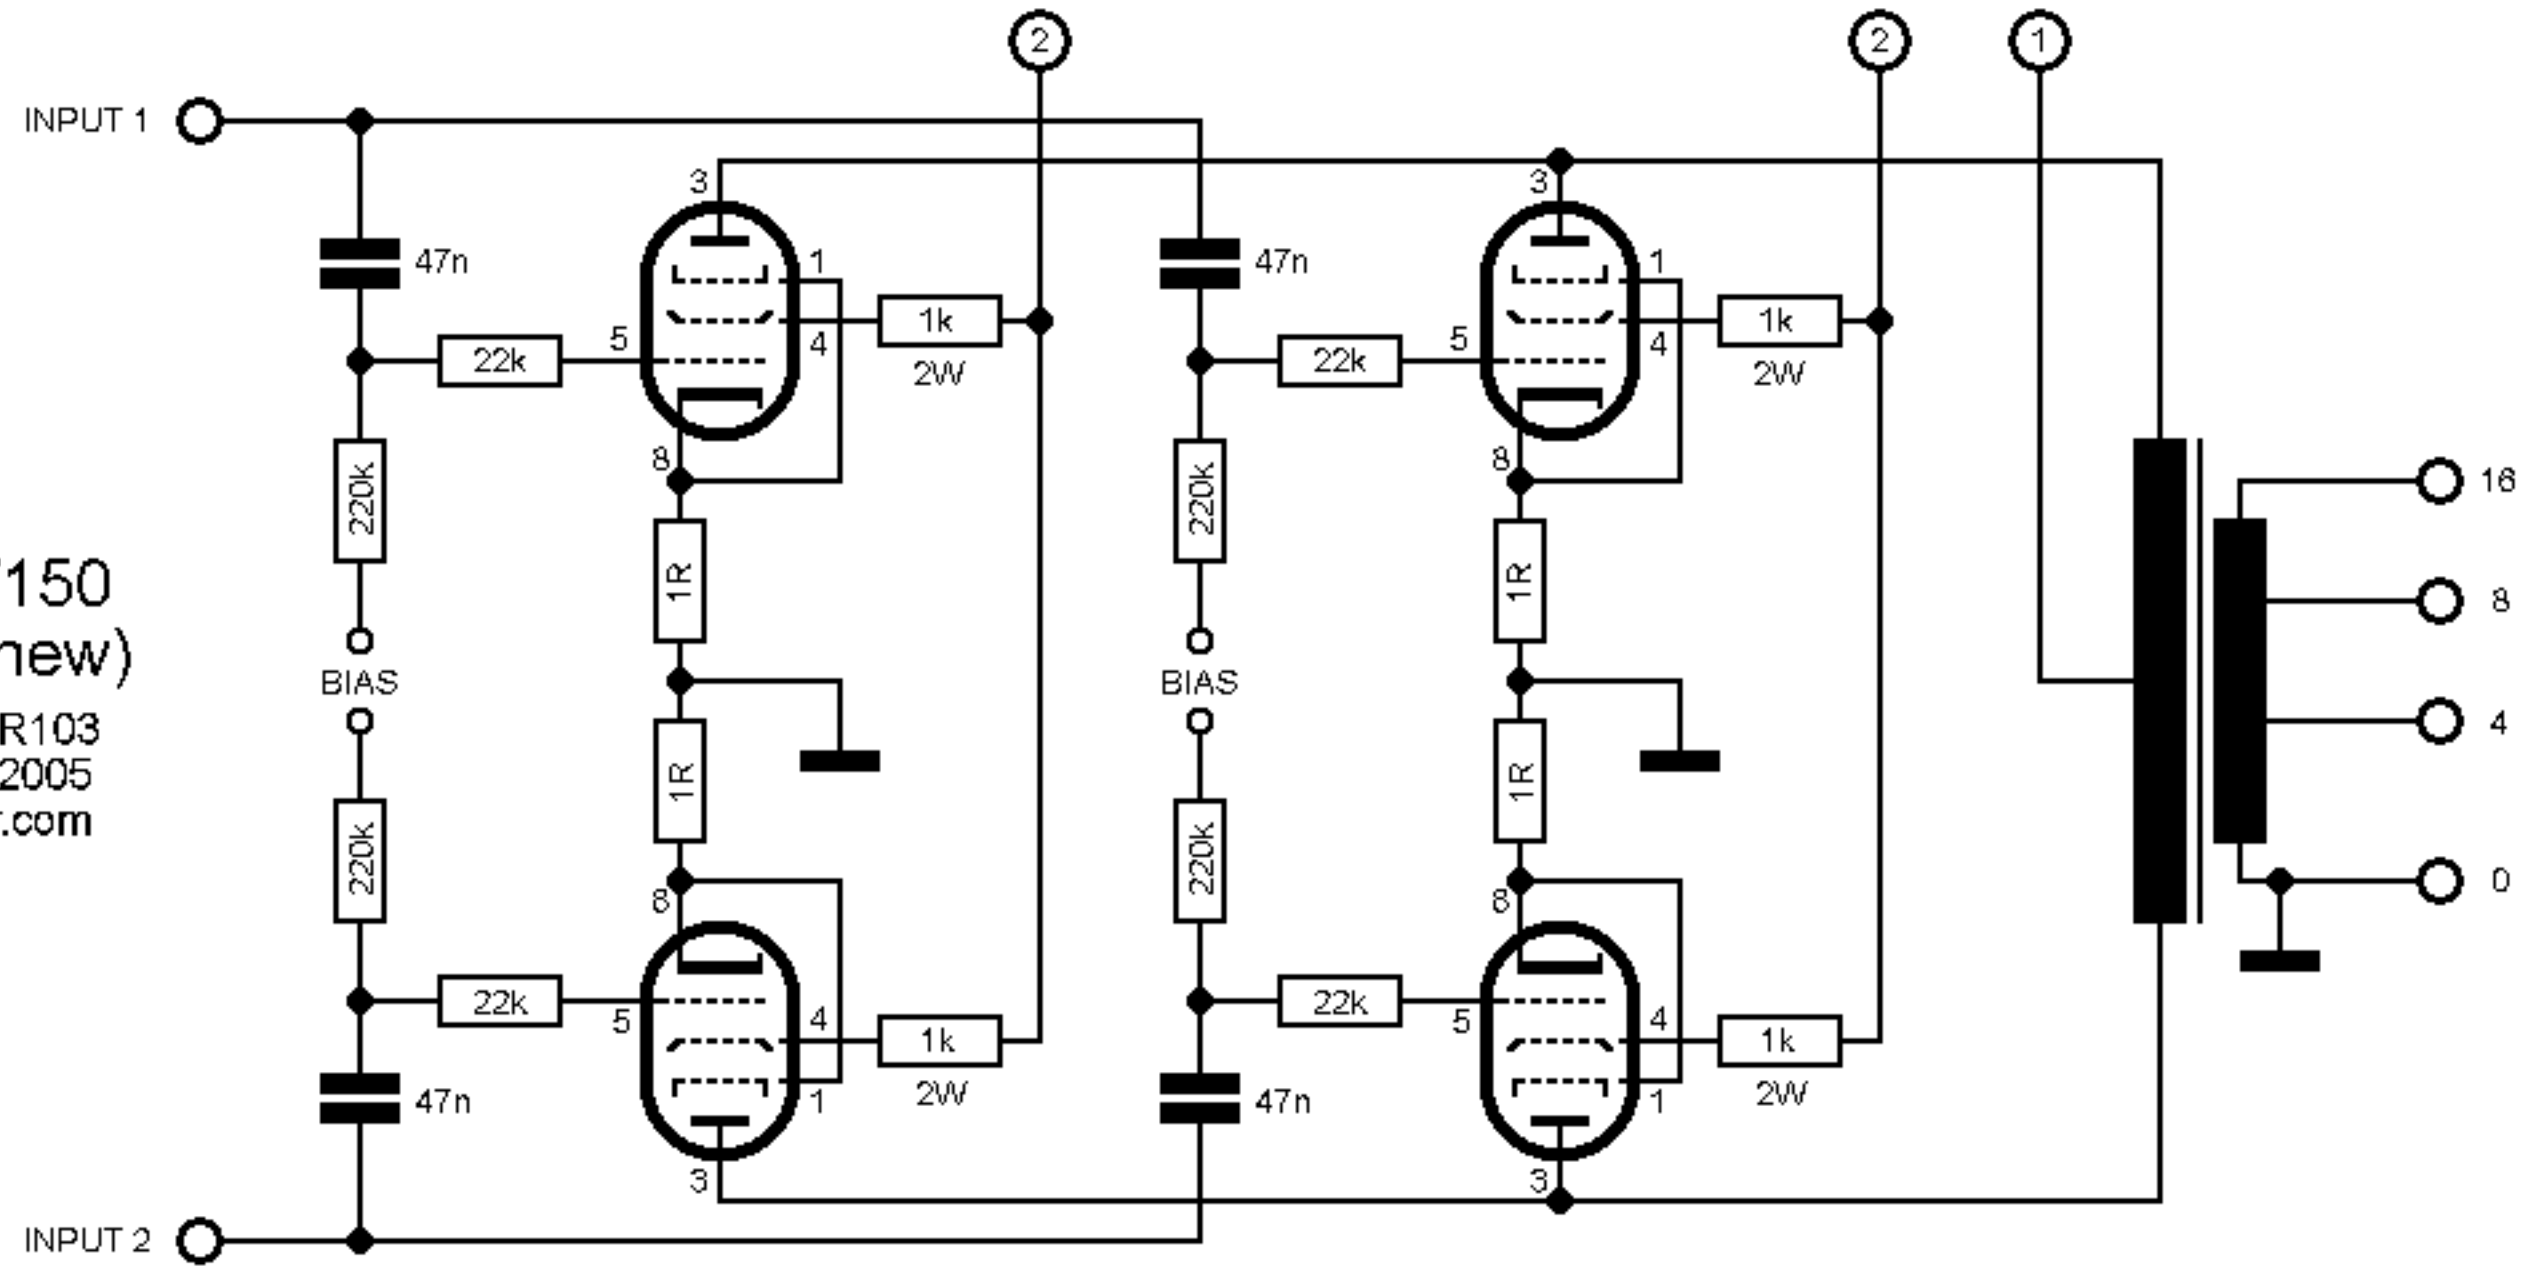 2 2 1
INPUT 1
3 3
47n 1 47n 1
1k 1k
5 4 5 4
22k 22k
2W 2W
8 8
220k 220k
16
1R 1R
150
8
new)
BIAS BIAS
R103
4
2005
1R 1R
.com
220k 220k
8 8
0
22k 22k
5 4 5 4
1k 1k
2W 2W
47n 1 47n 1
3 3
INPUT 2